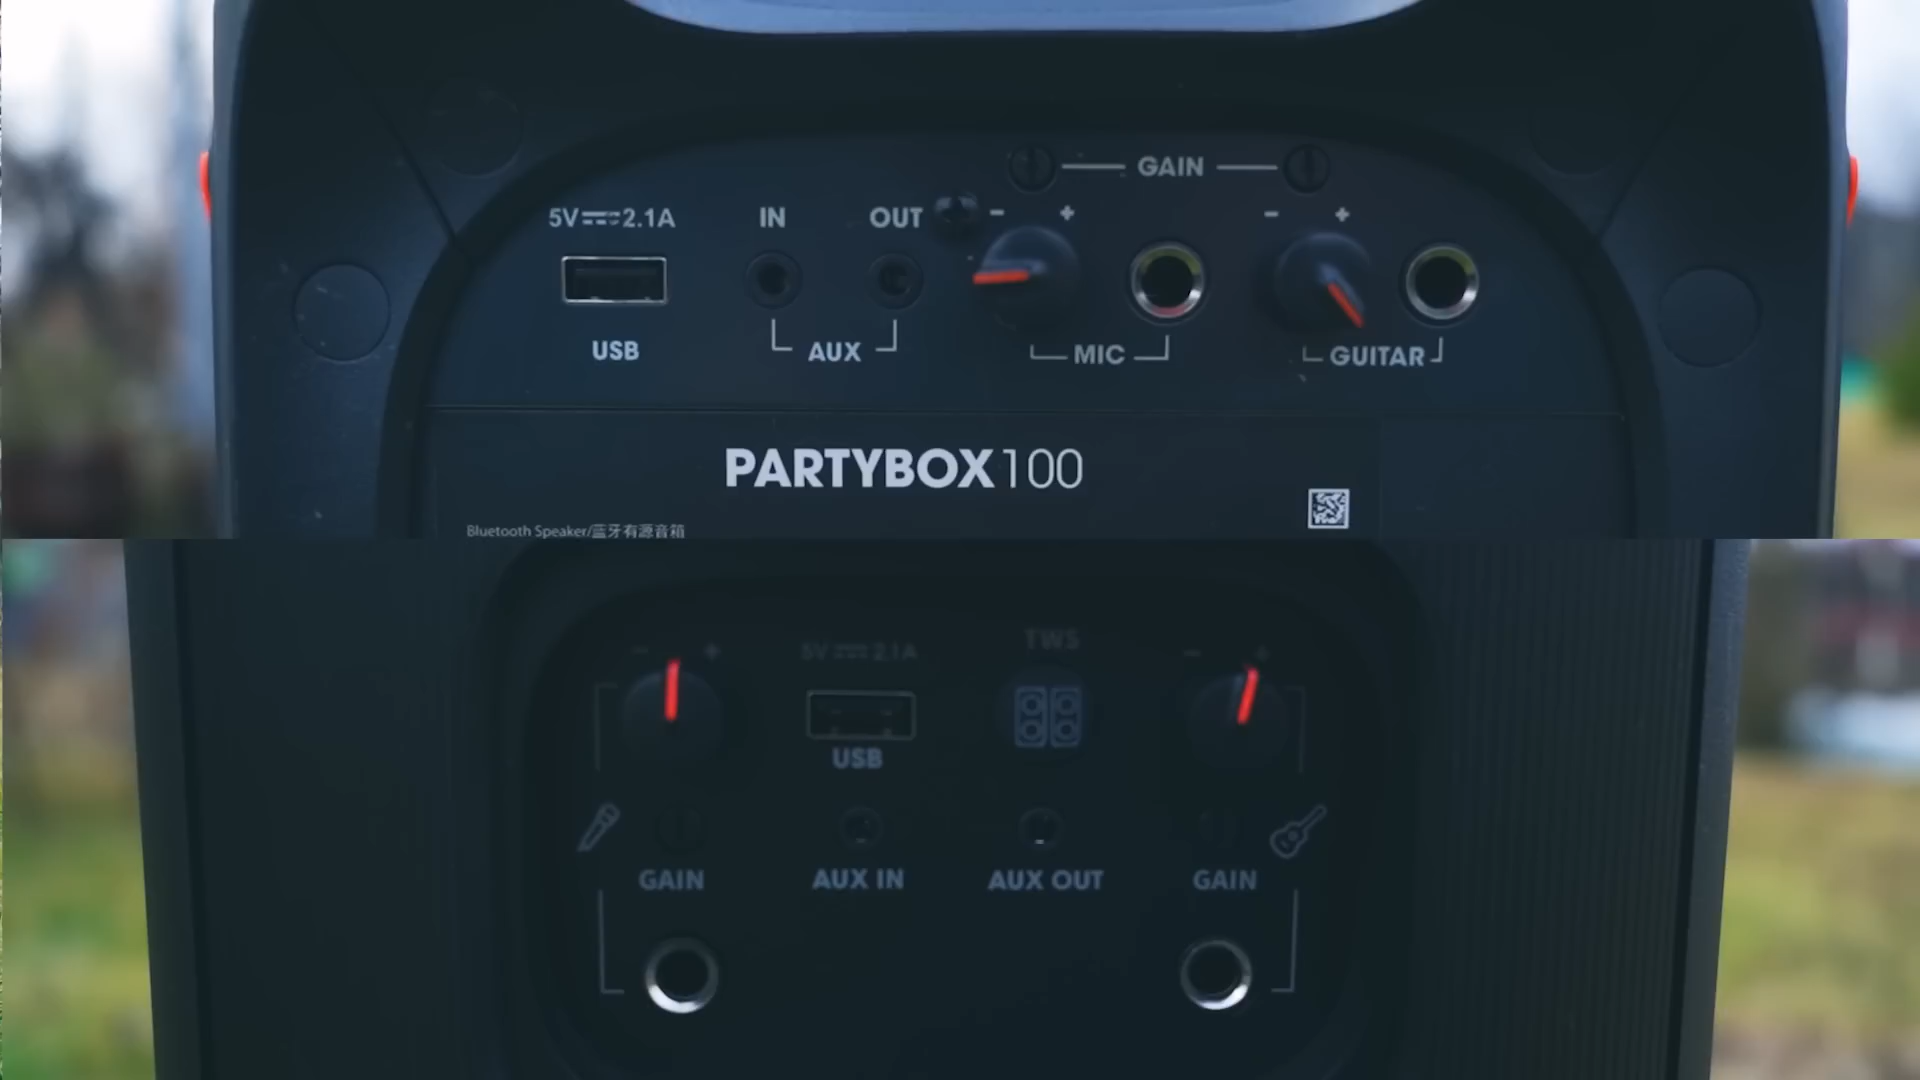 GAIN
5V⎓2.1A IN OUT - + - +
USB AUX MIC GUITAR
PARTYBOX100
Bluetooth Speaker/蓝牙有源音箱
- + 5V⎓2.1A TWS - +
USB
GAIN AUX IN AUX OUT GAIN